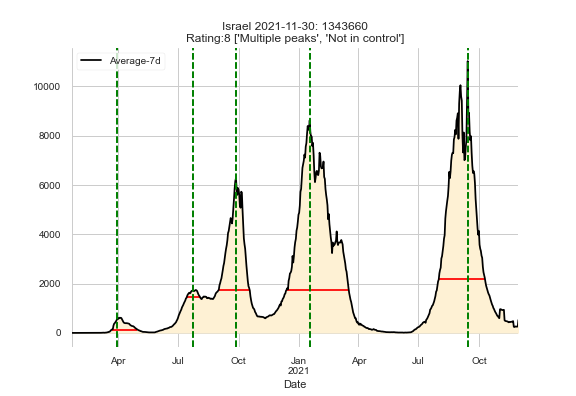 Israel 2021-11-30: 1343660
Rating:8 ['Multiple peaks', 'Not in control']
Average-7d
10000
8000
6000
4000
2000
0
Apr
Jul
Oct
Jan
2021
Apr
Jul
Oct
Date